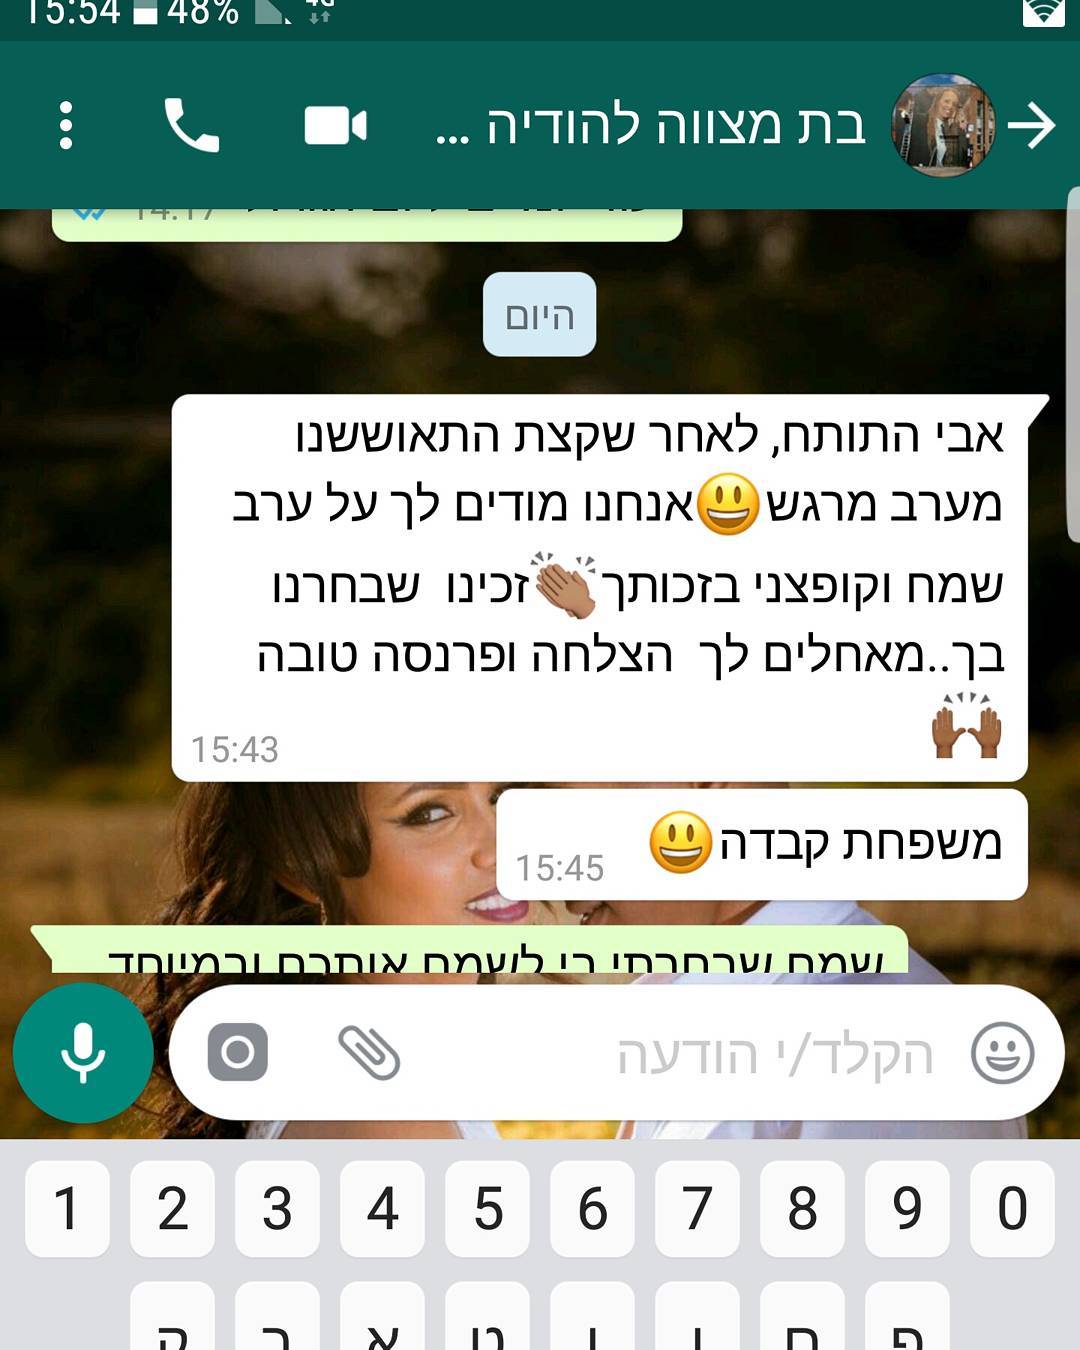 15:54 48% 4G
בת מצווה להודיה ...
14:17
היום
אבי התותח, לאחר שקצת התאוששנו
מערב מרגש😃אנחנו מודים לך על ערב
שמח וקופצני בזכותך👏🏽זכינו שבחרנו
בך..מאחלים לך הצלחה ופרנסה טובה
🙌🏾
15:43
משפחת קבדה😃
15:45
שמח שבחרתי בי לשמח אותכם ובמיוחד
הקלד/י הודעה
1 2 3 4 5 6 7 8 9 0
ק ר א ט ו ן ם פ